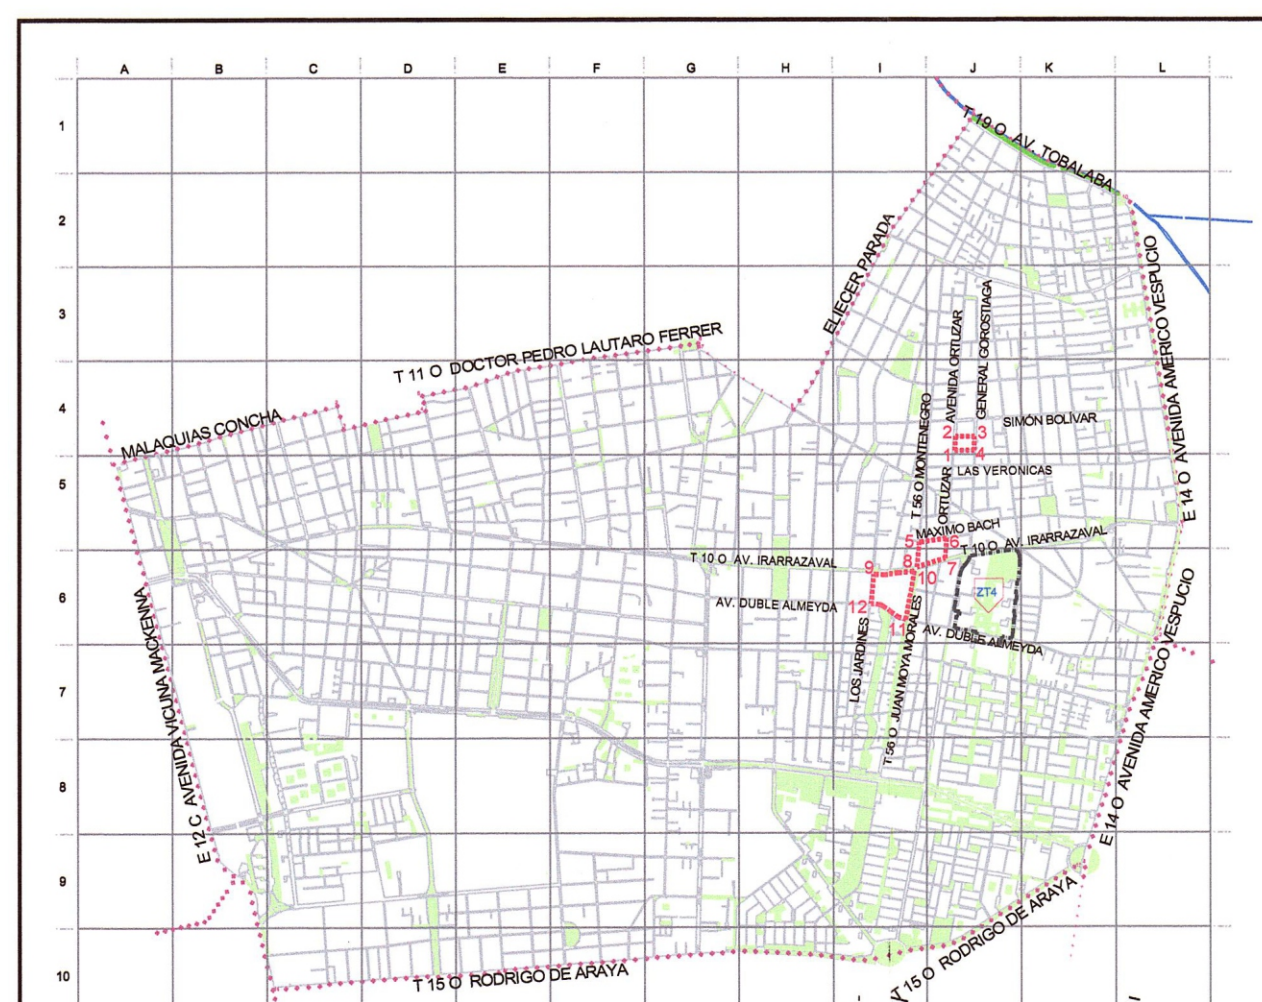 A B C D E F G H I J K L
1
T 19 O AV. TOBALABA
2
ELIECER PARADA
E 14 O AVENIDA AMERICO VESPUCIO
3
T 11 O DOCTOR PEDRO LAUTARO FERRER
AVENIDA ORTUZAR
GENERAL GOROSTIAGA
4
MALAQUIAS CONCHA
SIMÓN BOLÍVAR
2 3
1 4
T 56 O MONTENEGRO
LAS VERONICAS
5
ORTUZAR
MAXIMO BACH
5 6
T 10 O AV. IRARRAZAVAL
T 10 O AV. IRARRAZAVAL
9 8 7
10
6
ZT4
AV. DUBLE ALMEYDA
12
11
AV. DUBLE ALMEYDA
E 12 C AVENIDA VICUNA MACKENNA
LOS JARDINES
T 56 O JUAN MOYA MORALES
E 14 O AVENIDA AMERICO VESPUCIO
7
8
9
T 15 O RODRIGO DE ARAYA
T 15 O RODRIGO DE ARAYA
10